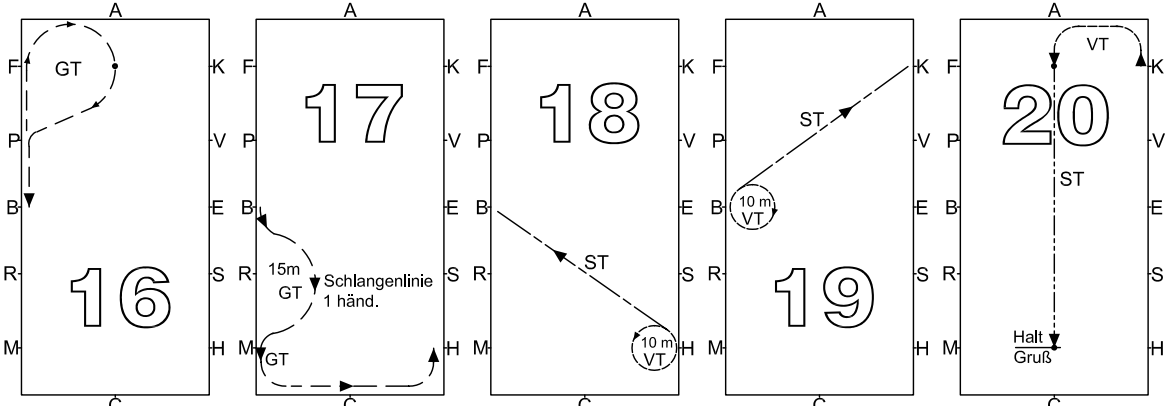 A
F GT K
P V
B E
R S
16
M H
C
A
F K
17
P V
B E
R 15m S
GT Schlangenlinie
1 händ.
M GT H
C
A
F K
18
P V
B E
ST
R S
10 m
M VT H
C
A
F K
ST
P V
B 10 m E
VT
R S
19
M H
C
A
VT
F K
20
P V
ST
B E
R S
Halt
M Gruß H
C